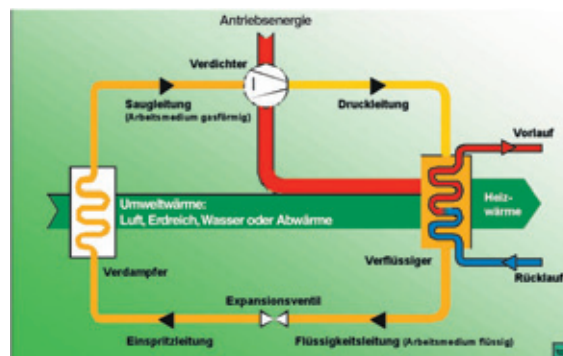 Antriebsenergie
Verdichter
Saugleitung
(Arbeitsmedium gasförmig)
Druckleitung
Vorlauf
Umweltwärme:
Luft, Erdreich, Wasser oder Abwärme
Heiz-
wärme
Verdampfer
Verflüssiger
Rücklauf
Expansionsventil
Einspritzleitung
Flüssigkeitsleitung (Arbeitsmedium flüssig)